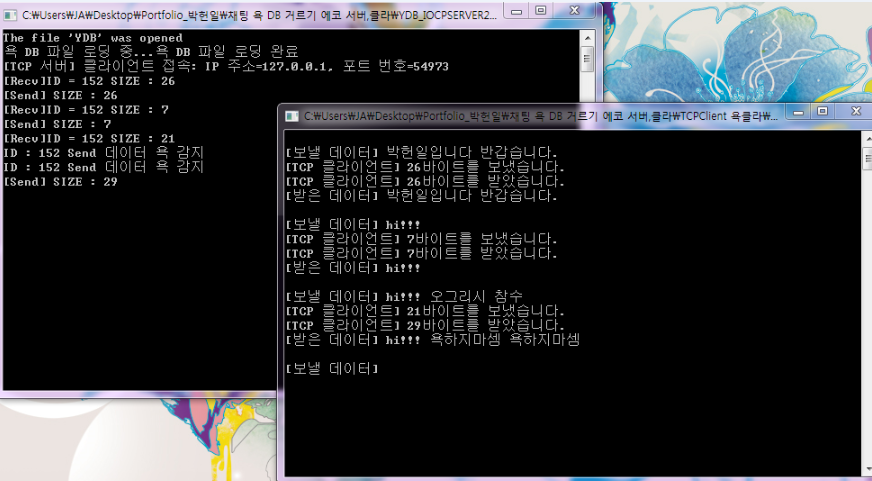 C:₩Users₩JA₩Desktop₩Portfolio_박헌일₩채팅 욕 DB 거르기 에코 서버,클라₩YDB_IOCPSERVER2...
The file 'YDB' was opened
욕 DB 파일 로딩 중...욕 DB 파일 로딩 완료
[TCP 서버] 클라이언트 접속: IP 주소=127.0.0.1, 포트 번호=54973
[Recv]ID = 152 SIZE : 26
[Send] SIZE : 26
[Recv]ID = 152 SIZE : 7
[Send] SIZE : 7
[Recv]ID = 152 SIZE : 21
ID : 152 Send 데이터 욕 감지
ID : 152 Send 데이터 욕 감지
[Send] SIZE : 29
C:₩Users₩JA₩Desktop₩Portfolio_박헌일₩채팅 욕 DB 거르기 에코 서버,클라₩TCPClient 욕클라₩...
[보낼 데이터] 박헌일입니다 반갑습니다.
[TCP 클라이언트] 26바이트를 보냈습니다.
[TCP 클라이언트] 26바이트를 받았습니다.
[받은 데이터] 박헌일입니다 반갑습니다.
[보낼 데이터] hi!!!
[TCP 클라이언트] 7바이트를 보냈습니다.
[TCP 클라이언트] 7바이트를 받았습니다.
[받은 데이터] hi!!!
[보낼 데이터] hi!!! 오그리시 참수
[TCP 클라이언트] 21바이트를 보냈습니다.
[TCP 클라이언트] 29바이트를 받았습니다.
[받은 데이터] hi!!! 욕하지마셈 욕하지마셈
[보낼 데이터]